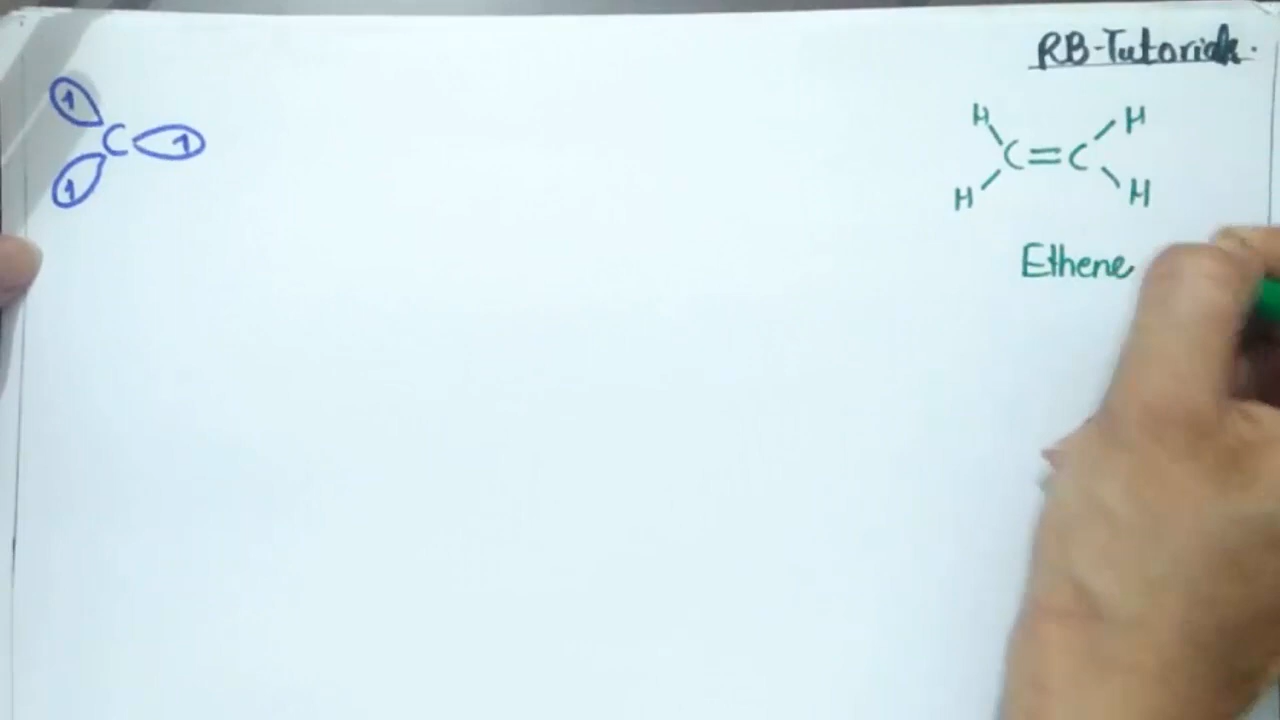 RB-Tutorials.
1
C 1
1
H H
C=C
H H
Ethene